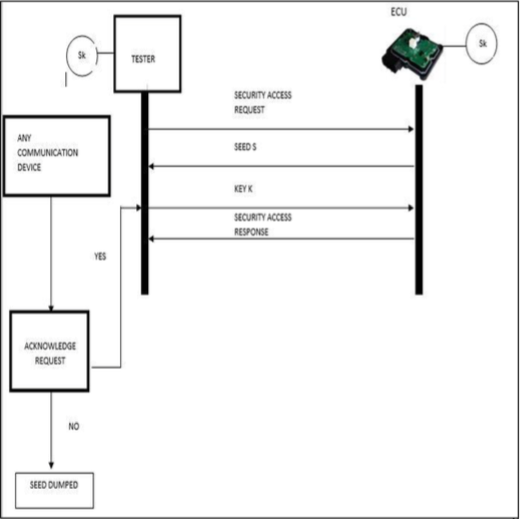 ECU
Sk
TESTER
Sk
SECURITY ACCESS
REQUEST
ANY
COMMUNICATION
DEVICE
SEED S
KEY K
SECURITY ACCESS
RESPONSE
YES
ACKNOWLEDGE
REQUEST
NO
SEED DUMPED